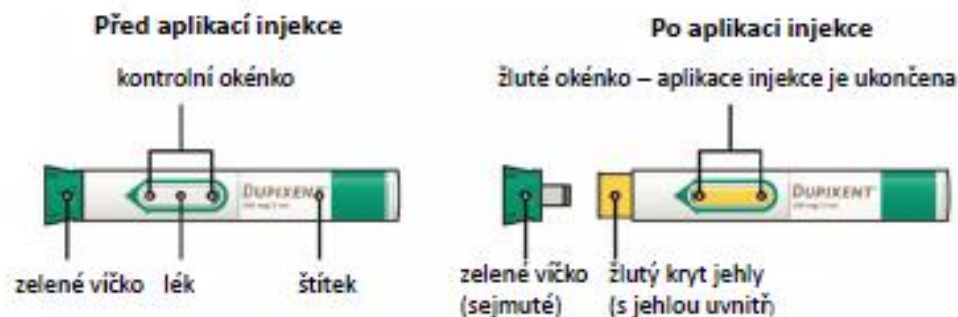 Před aplikací injekce
kontrolní okénko
DUPIXENT
zelené víčko
lék
štítek
Po aplikaci injekce
žluté okénko – aplikace injekce je ukončena
DUPIXENT
zelené víčko
(sejmuté)
žlutý kryt jehly
(s jehlou uvnitř)